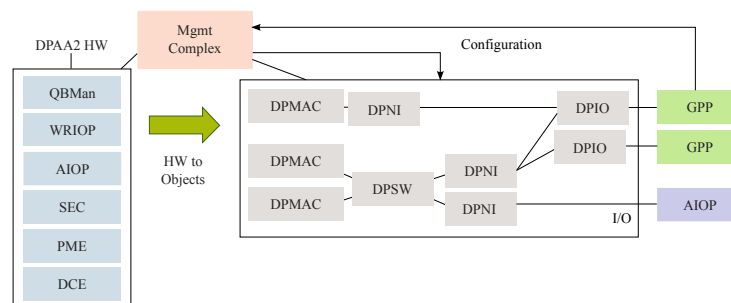 Mgmt
Complex
DPAA2 HW
Configuration
QBMan
WRIOP
AIOP
SEC
PME
DCE
HW to
Objects
DPMAC
DPNI
DPIO
GPP
DPMAC
DPNI
DPIO
GPP
DPSW
DPMAC
DPNI
AIOP
I/O